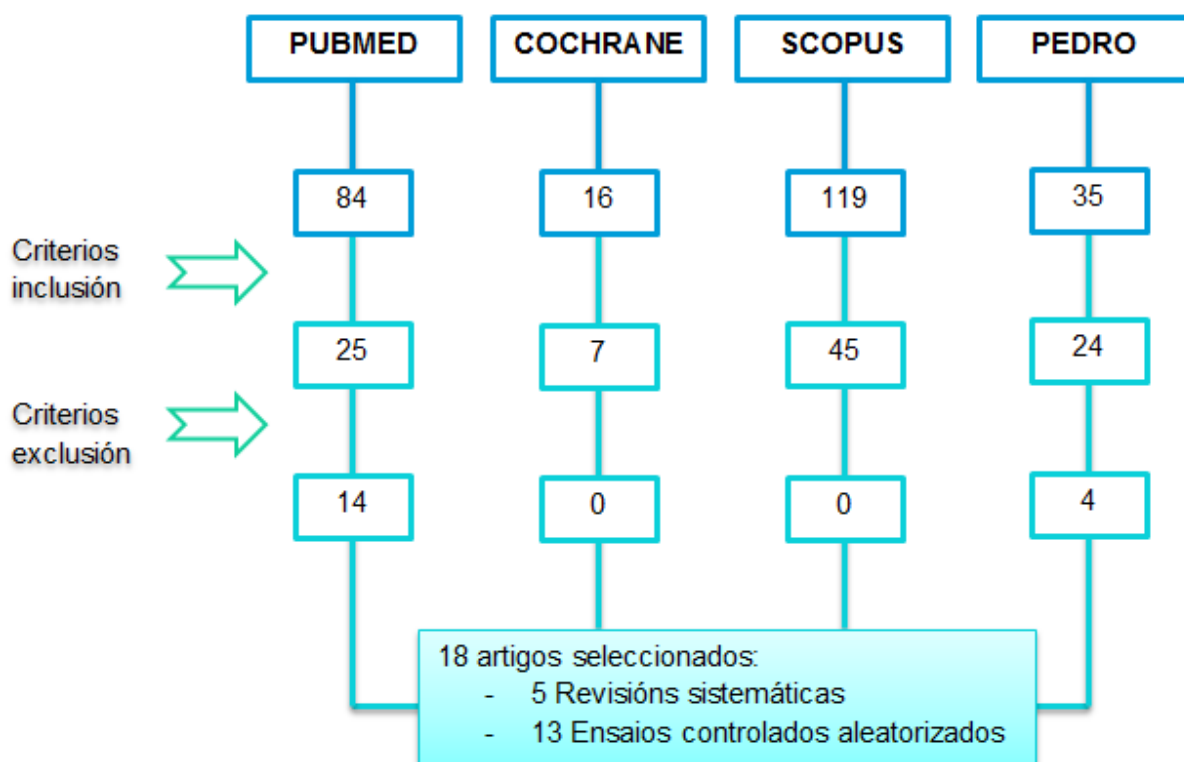 PUBMED COCHRANE SCOPUS PEDRO
84 16 119 35
Criterios
inclusión
25 7 45 24
Criterios
exclusión
14 0 0 4
18 artigos seleccionados:
- 5 Revisións sistemáticas
- 13 Ensaios controlados aleatorizados